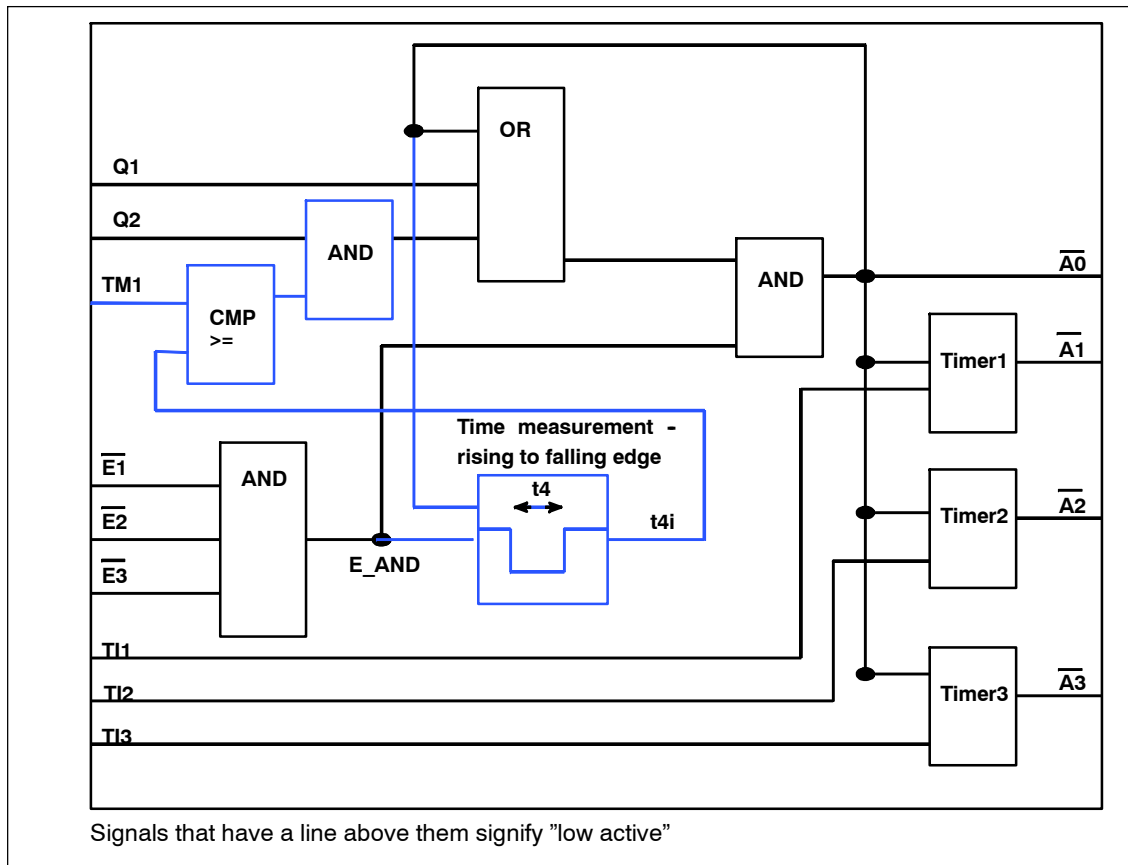 OR
Q1
Q2
AND
TM1
CMP
>=
AND
A0
Timer1
A1
Time measurement -
rising to falling edge
t4
t4i
E1
AND
E2
E_AND
E3
Timer2
A2
TI1
TI2
Timer3
A3
TI3
Signals that have a line above them signify ”low active”